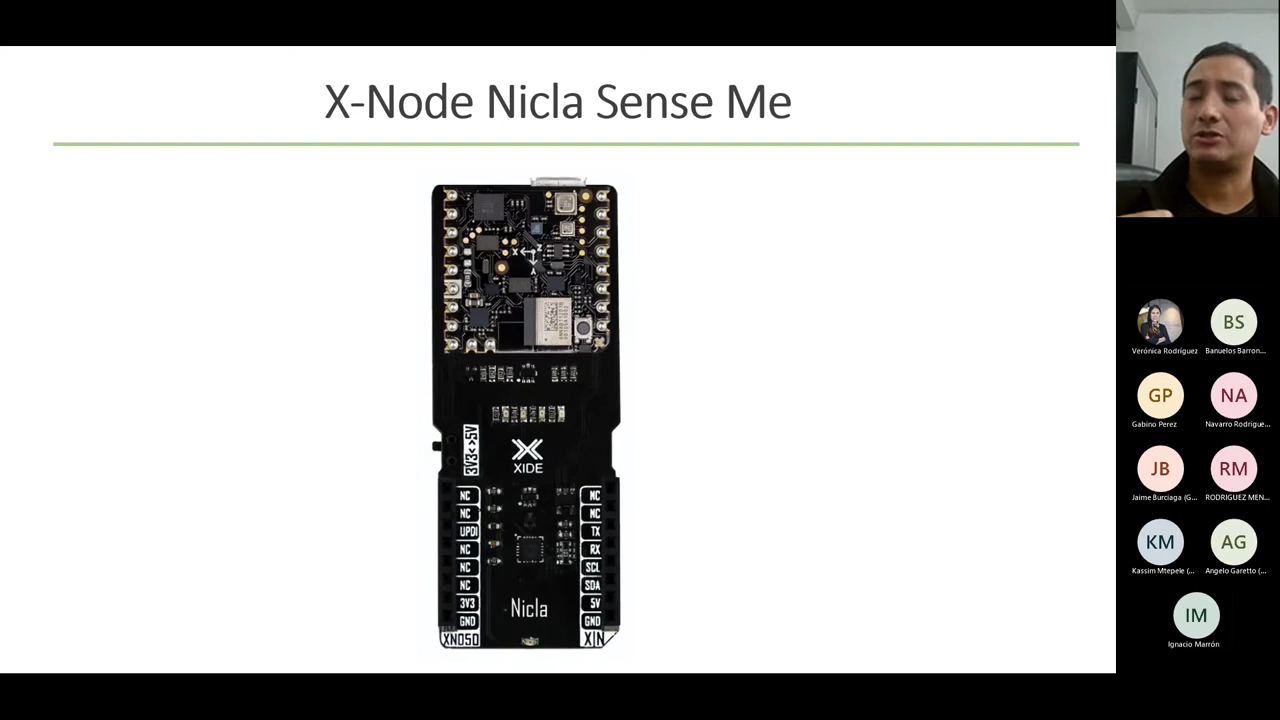 X-Node Nicla Sense Me
3V3<>5V
XIDE
NC
NC
UPDI
NC
NC
NC
3V3
GND
XN050
NC
NC
TX
RX
SCL
SDA
5V
GND
XIN
Nicla
Verónica Rodríguez
BS
Banuelos Barron...
GP
Gabino Perez
NA
Navarro Rodrigue...
JB
Jaime Burciaga (G...
RM
RODRIGUEZ MEN...
KM
Kassim Mtepele (...
AG
Angelo Garetto (...
IM
Ignacio Marrón